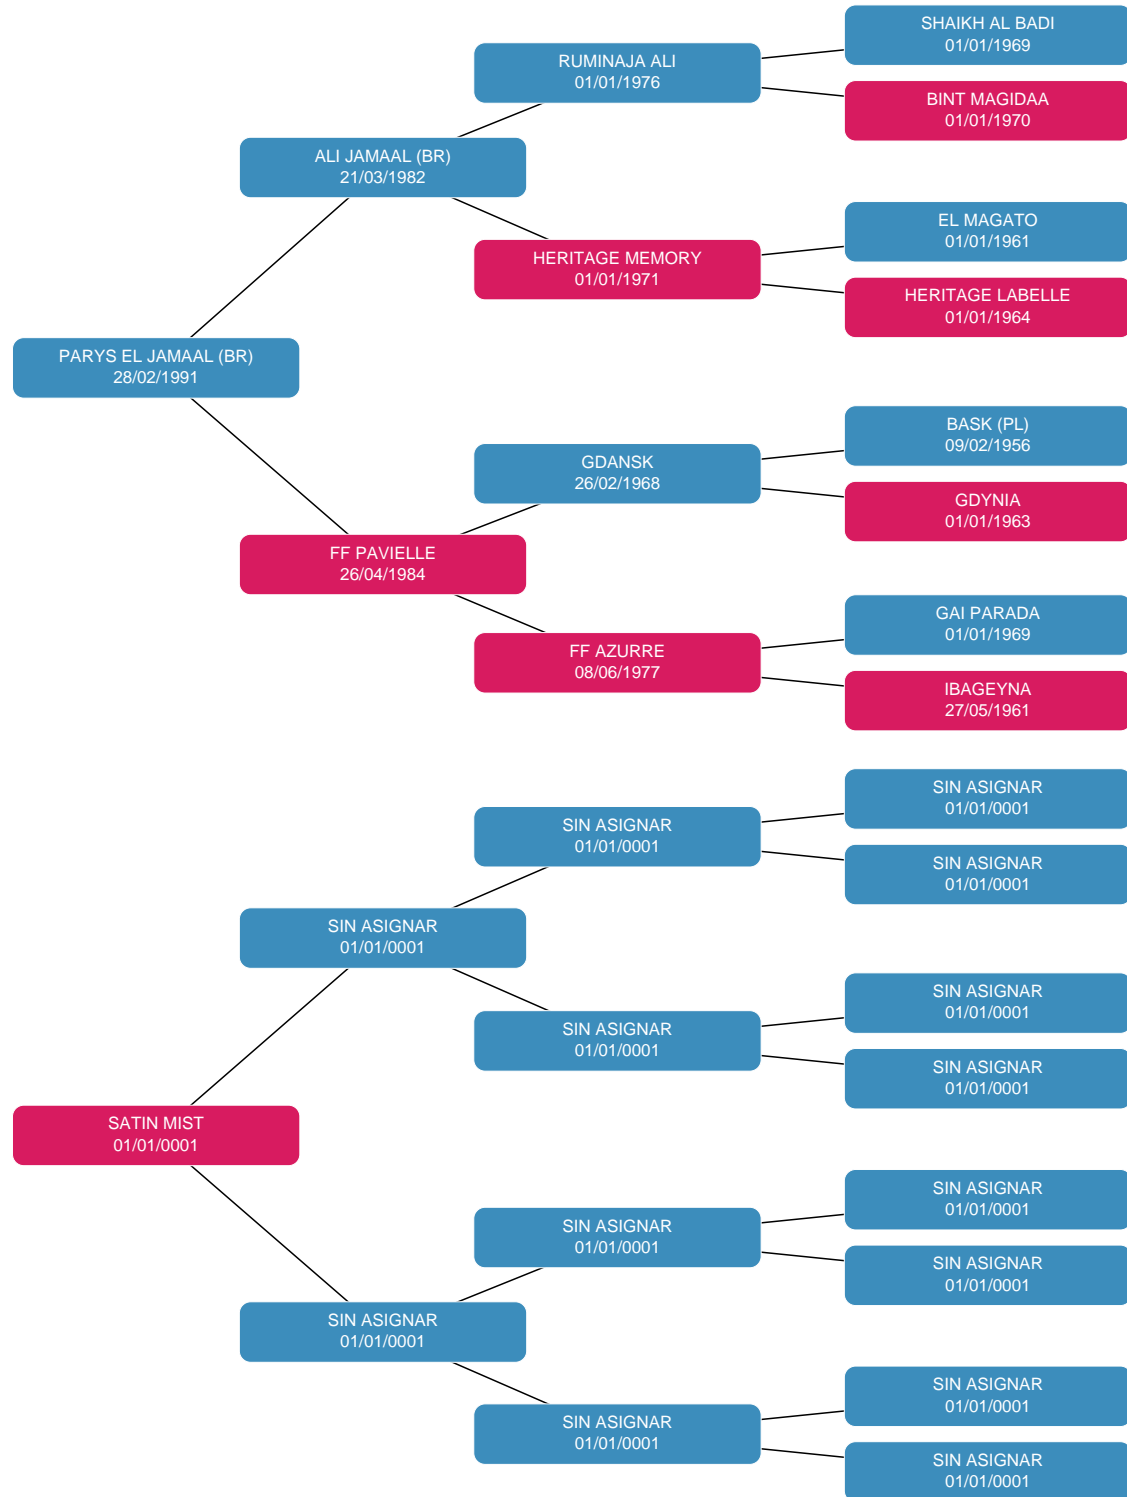 SHAIKH AL BADI
01/01/1969
RUMINAJA ALI
01/01/1976
BINT MAGIDAA
01/01/1970
ALI JAMAAL (BR)
21/03/1982
EL MAGATO
01/01/1961
HERITAGE MEMORY
01/01/1971
HERITAGE LABELLE
01/01/1964
PARYS EL JAMAAL (BR)
28/02/1991
BASK (PL)
09/02/1956
GDANSK
26/02/1968
GDYNIA
01/01/1963
FF PAVIELLE
26/04/1984
GAI PARADA
01/01/1969
FF AZURRE
08/06/1977
IBAGEYNA
27/05/1961
SIN ASIGNAR
01/01/0001
SIN ASIGNAR
01/01/0001
SIN ASIGNAR
01/01/0001
SIN ASIGNAR
01/01/0001
SIN ASIGNAR
01/01/0001
SIN ASIGNAR
01/01/0001
SIN ASIGNAR
01/01/0001
SATIN MIST
01/01/0001
SIN ASIGNAR
01/01/0001
SIN ASIGNAR
01/01/0001
SIN ASIGNAR
01/01/0001
SIN ASIGNAR
01/01/0001
SIN ASIGNAR
01/01/0001
SIN ASIGNAR
01/01/0001
SIN ASIGNAR
01/01/0001